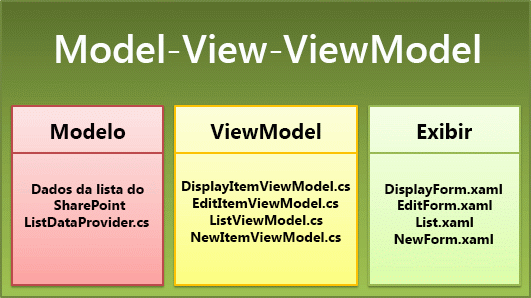 Model-View-ViewModel
Modelo
Dados da lista do
SharePoint
ListDataProvider.cs
ViewModel
DisplayItemViewModel.cs
EditItemViewModel.cs
ListViewModel.cs
NewItemViewModel.cs
Exibir
DisplayForm.xaml
EditForm.xaml
List.xaml
NewForm.xaml